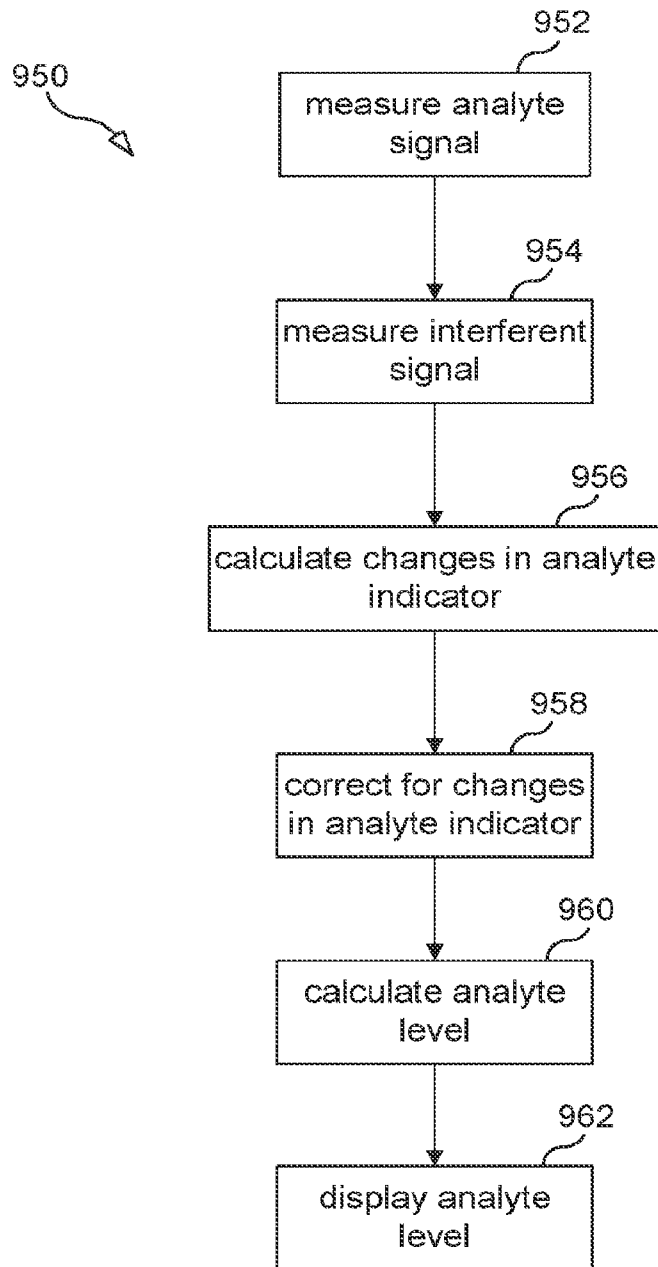 952
950
measure analyte
signal
954
measure interferent
signal
956
calculate changes in analyte
indicator
958
correct for changes
in analyte indicator
960
calculate analyte
level
962
display analyte
level